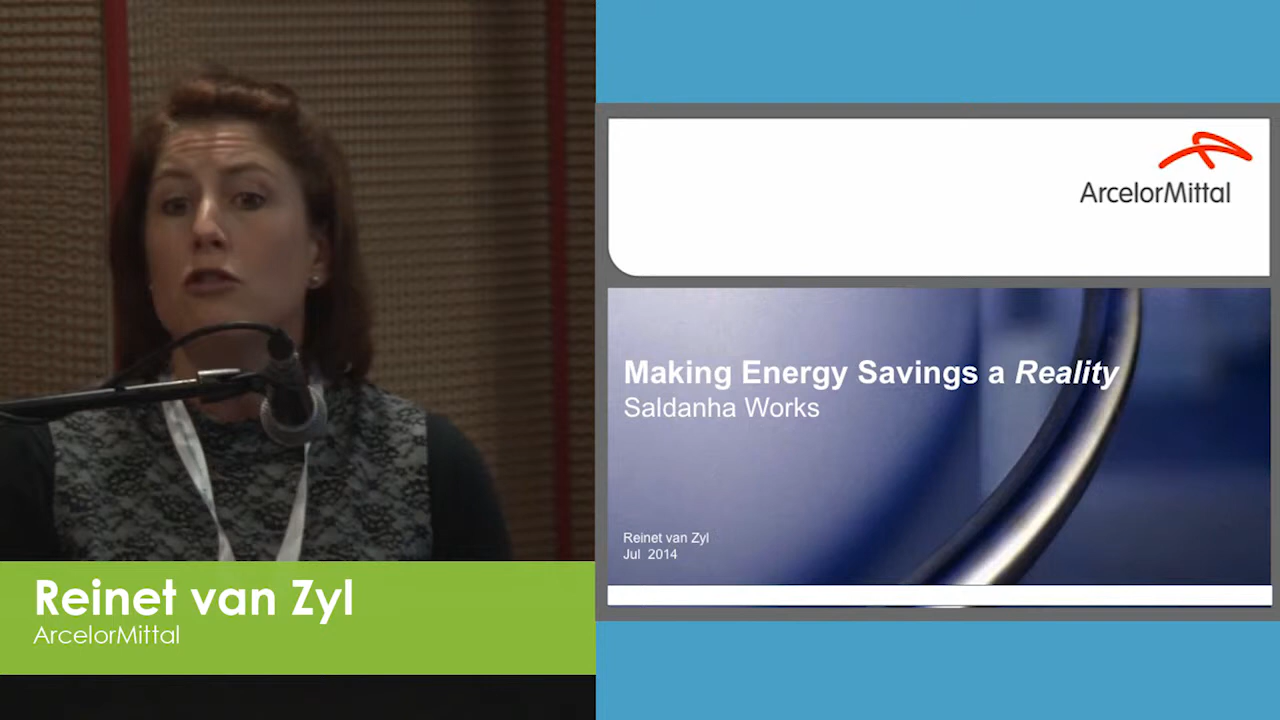 Reinet van Zyl
ArcelorMittal
ArcelorMittal
Making Energy Savings a Reality
Saldanha Works
Reinet van Zyl
Jul 2014